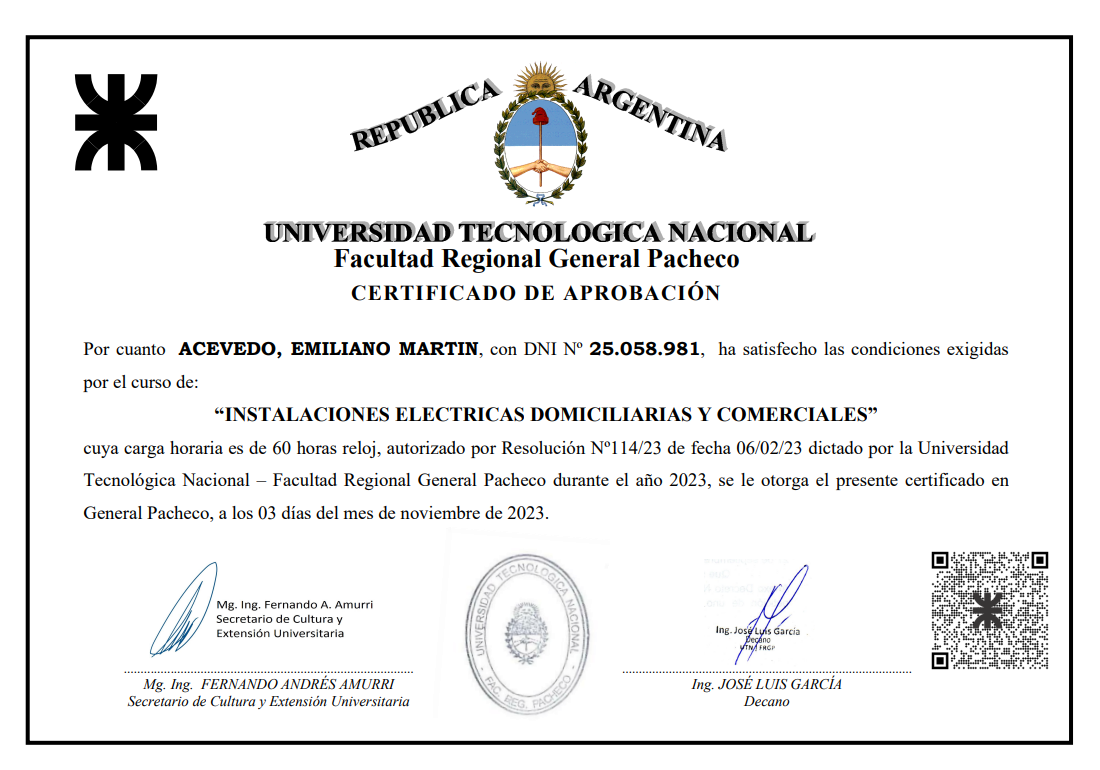 REPUBLICA ARGENTINA
UNIVERSIDAD TECNOLOGICA NACIONAL
Facultad Regional General Pacheco
CERTIFICADO DE APROBACIÓN
Por cuanto ACEVEDO, EMILIANO MARTIN, con DNI Nº 25.058.981, ha satisfecho las condiciones exigidas
por el curso de:
“INSTALACIONES ELECTRICAS DOMICILIARIAS Y COMERCIALES”
cuya carga horaria es de 60 horas reloj, autorizado por Resolución Nº114/23 de fecha 06/02/23 dictado por la Universidad
Tecnológica Nacional – Facultad Regional General Pacheco durante el año 2023, se le otorga el presente certificado en
General Pacheco, a los 03 días del mes de noviembre de 2023.
Mg. Ing. Fernando A. Amurri
Secretario de Cultura y
Extensión Universitaria
Mg. Ing. FERNANDO ANDRÉS AMURRI
Secretario de Cultura y Extensión Universitaria
UNIVERSIDAD TECNOLOGICA NACIONAL
FAC. REG. PACHECO
Ing. José Luis García
Decano
UTN FRGP
Ing. JOSÉ LUIS GARCÍA
Decano